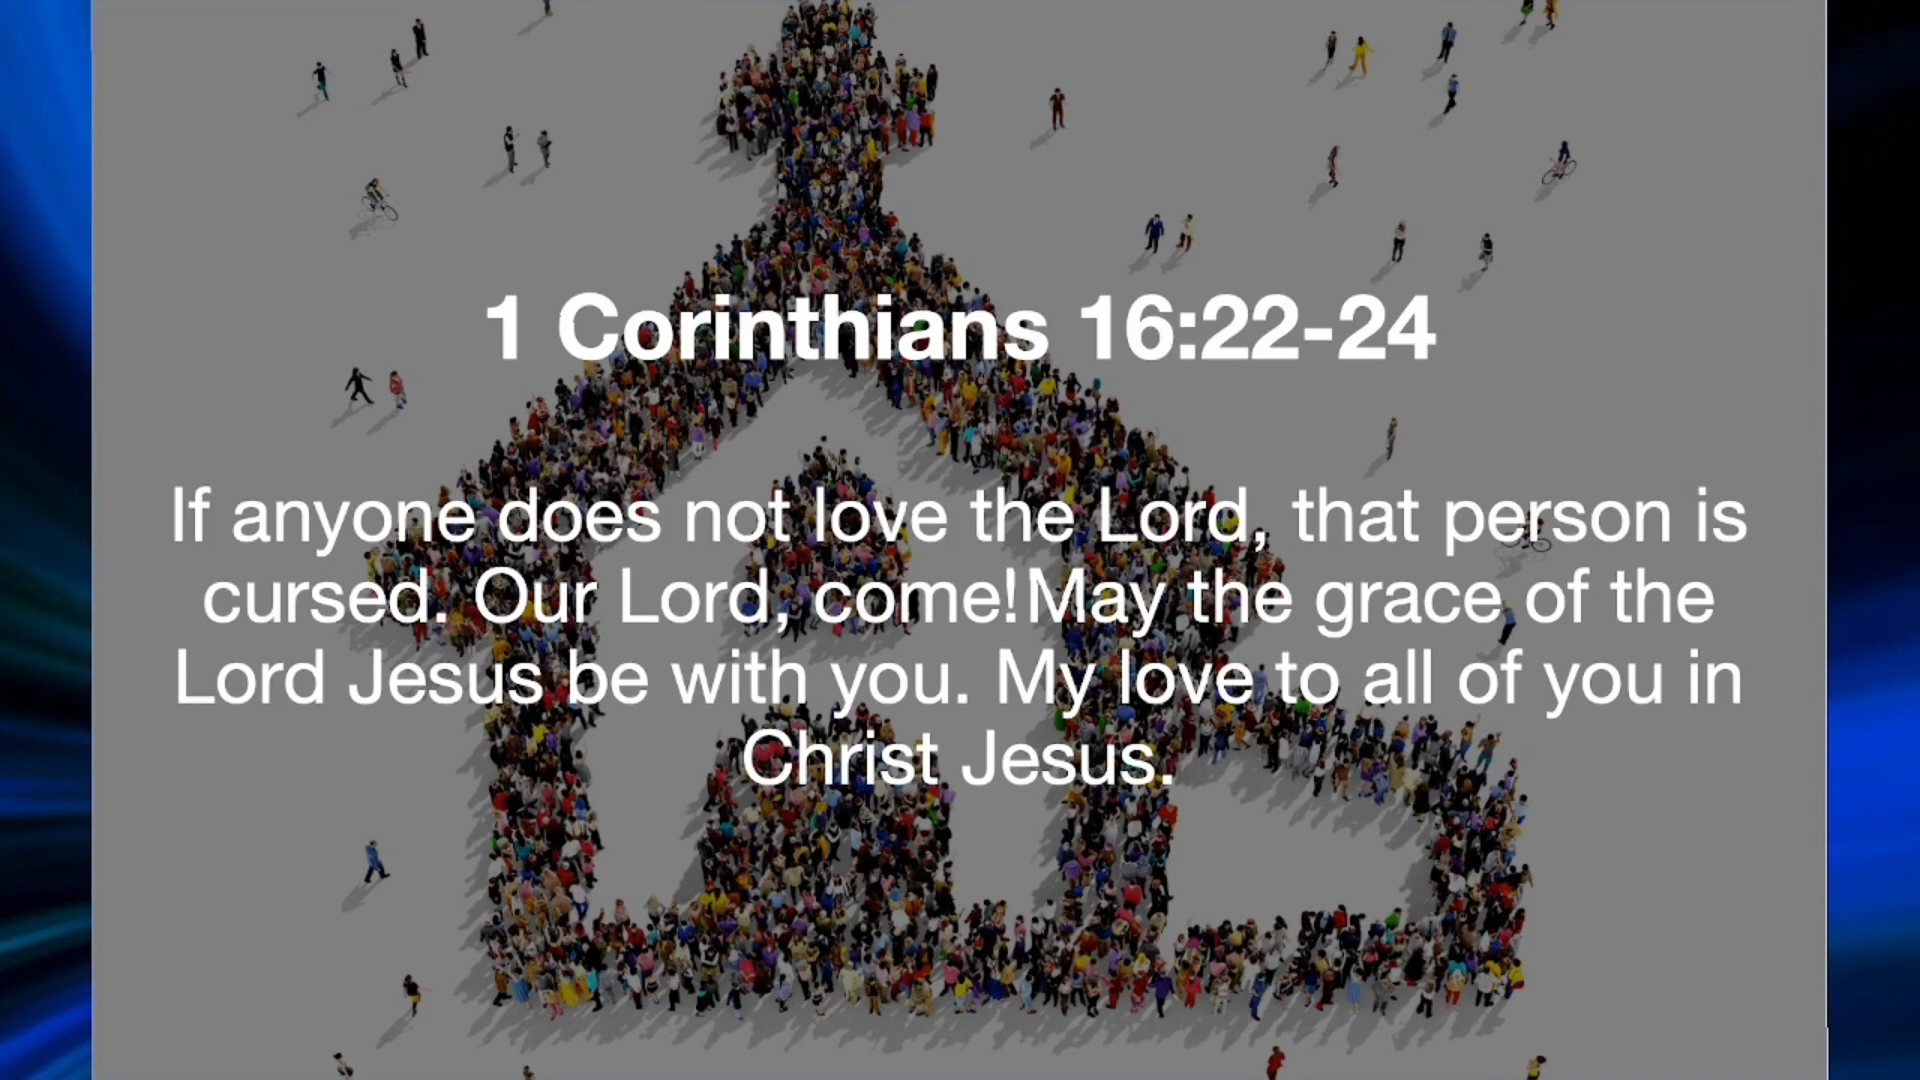 1 Corinthians 16:22-24
If anyone does not love the Lord, that person is
cursed. Our Lord, come!May the grace of the
Lord Jesus be with you. My love to all of you in
Christ Jesus.